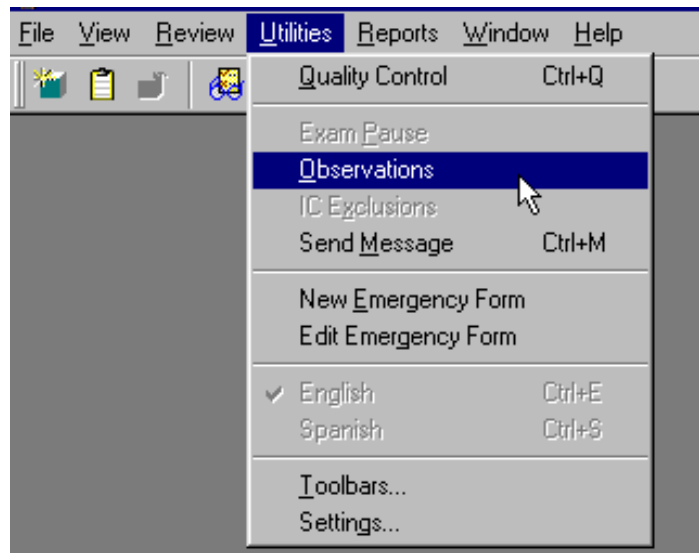 File View Review Utilities Reports Window Help
Quality Control Ctrl+Q
Exam Pause
Observations
IC Exclusions
Send Message Ctrl+M
New Emergency Form
Edit Emergency Form
English Ctrl+E
Spanish Ctrl+S
Toolbars...
Settings...